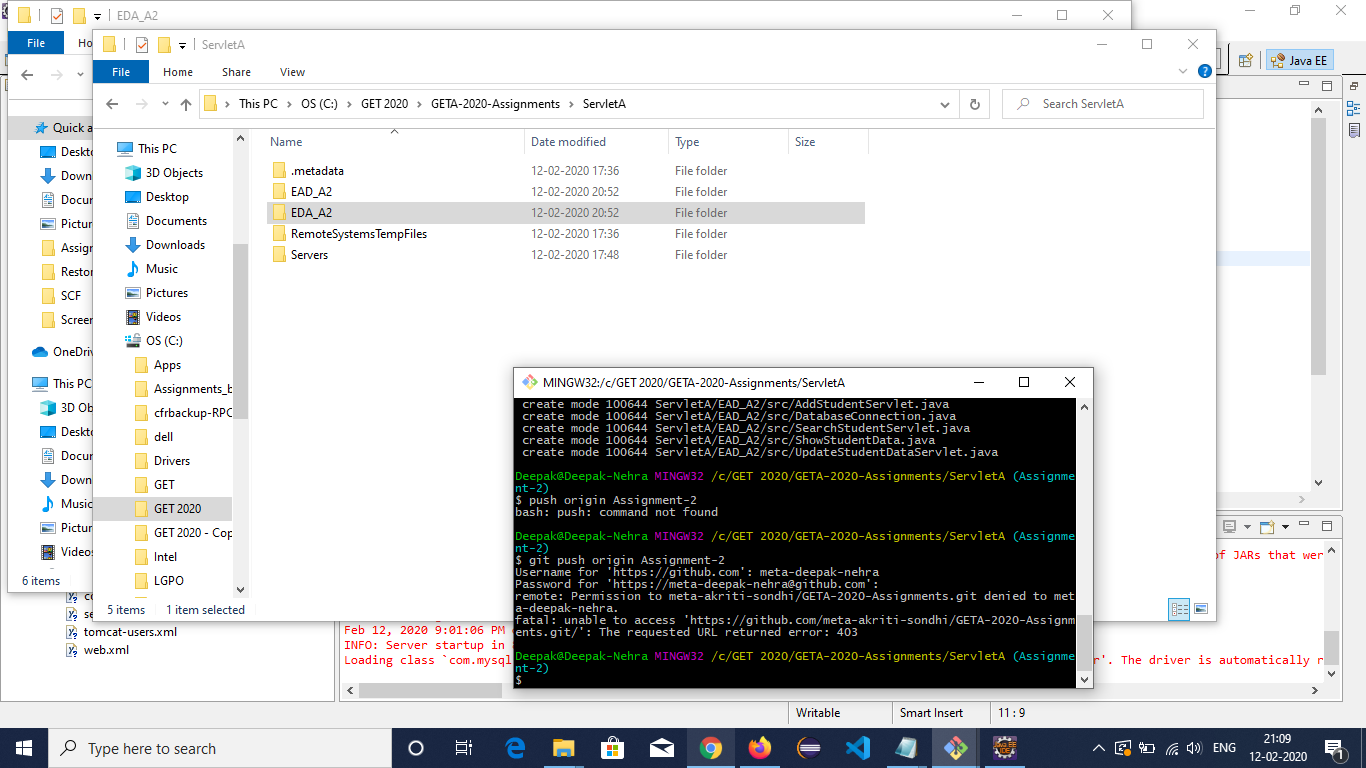 EDA_A2
File
Ho
ServletA
File
Home
Share
View
Java EE
This PC
OS (C:)
GET 2020
GETA-2020-Assignments
ServletA
Search ServletA
Quick a
Deskto
Down
Docur
Pictur
Assign
Restor
SCF
Screer
OneDriv
This PC
3D Ob
Deskto
Docur
Down
Music
Pictur
Videos
6 items
This PC
3D Objects
Desktop
Documents
Downloads
Music
Pictures
Videos
OS (C:)
Apps
Assignments_b
cfrbackup-RPC
dell
Drivers
GET
GET 2020
GET 2020 - Cop
Intel
LGPO
Name Date modified Type Size
.metadata 12-02-2020 17:36 File folder
EAD_A2 12-02-2020 20:52 File folder
EDA_A2 12-02-2020 20:52 File folder
RemoteSystemsTempFiles 12-02-2020 17:36 File folder
Servers 12-02-2020 17:48 File folder
5 items 1 item selected
MINGW32:/c/GET 2020/GETA-2020-Assignments/ServletA
create mode 100644 ServletA/EAD_A2/src/AddStudentServlet.java
create mode 100644 ServletA/EAD_A2/src/DatabaseConnection.java
create mode 100644 ServletA/EAD_A2/src/SearchStudentServlet.java
create mode 100644 ServletA/EAD_A2/src/ShowStudentData.java
create mode 100644 ServletA/EAD_A2/src/UpdateStudentDataServlet.java
Deepak@Deepak-Nehra MINGW32 /c/GET 2020/GETA-2020-Assignments/ServletA (Assignme
nt-2)
$ push origin Assignment-2
bash: push: command not found
Deepak@Deepak-Nehra MINGW32 /c/GET 2020/GETA-2020-Assignments/ServletA (Assignme
nt-2)
$ git push origin Assignment-2
Username for 'https://github.com': meta-deepak-nehra
Password for 'https://meta-deepak-nehra@github.com':
remote: Permission to meta-akriti-sondhi/GETA-2020-Assignments.git denied to met
a-deepak-nehra.
fatal: unable to access 'https://github.com/meta-akriti-sondhi/GETA-2020-Assignm
ents.git/': The requested URL returned error: 403
Deepak@Deepak-Nehra MINGW32 /c/GET 2020/GETA-2020-Assignments/ServletA (Assignme
nt-2)
$
of JARs that wer
co
se
tomcat-users.xml
web.xml
Feb 12, 2020 9:01:06 PM
INFO: Server startup in
Loading class `com.mysql
r'. The driver is automatically r
Writable
Smart Insert
11 : 9
Type here to search
ENG
21:09
12-02-2020
1